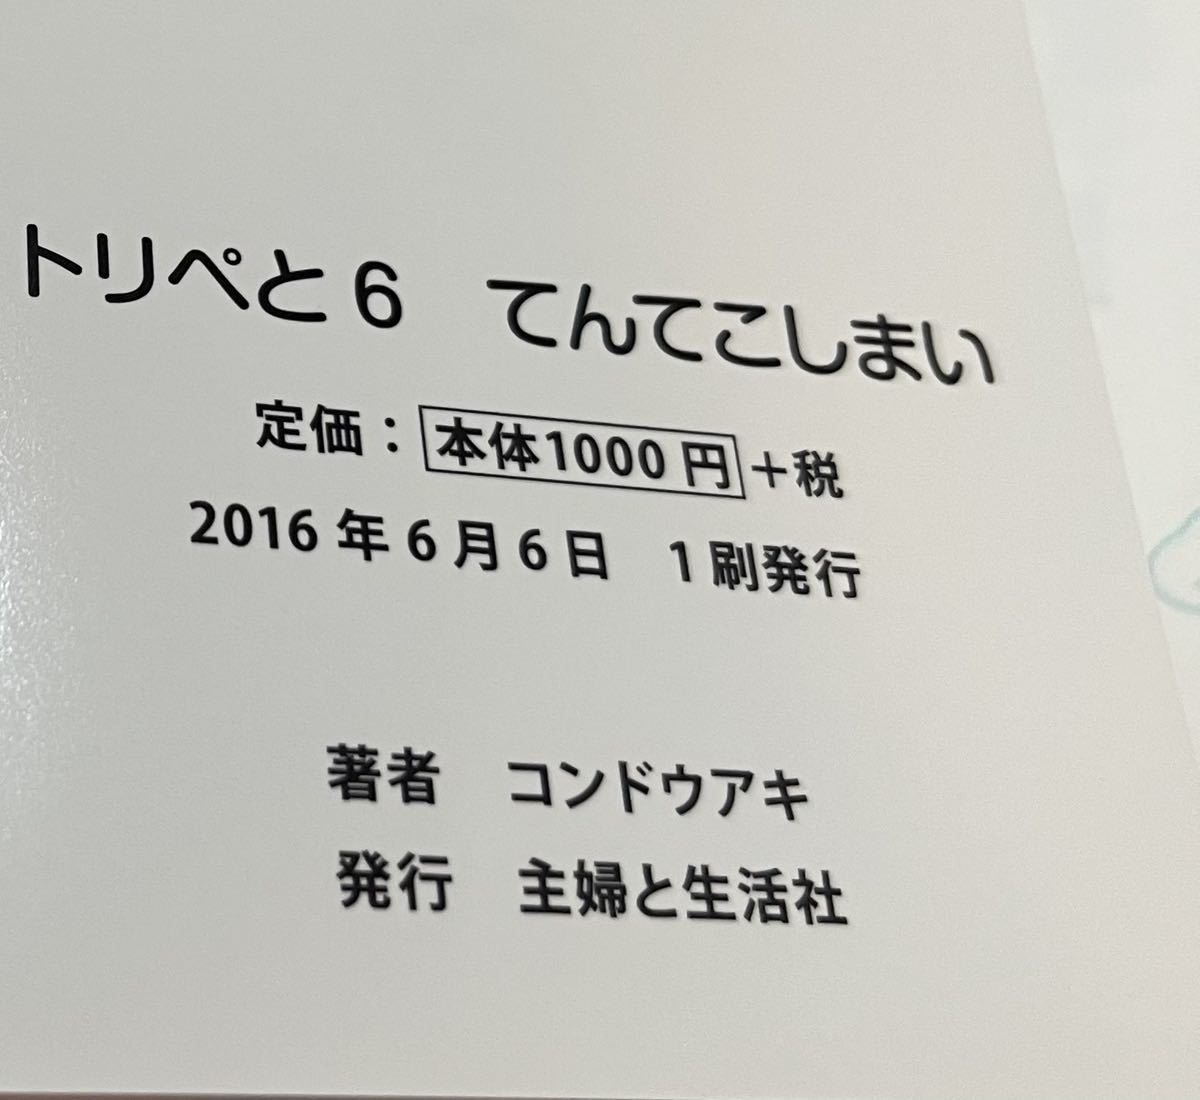 トリペと6　てんてこしまい
定価：本体1000円+税
2016年6月6日　1刷発行
著者　コンドウアキ
発行　主婦と生活社